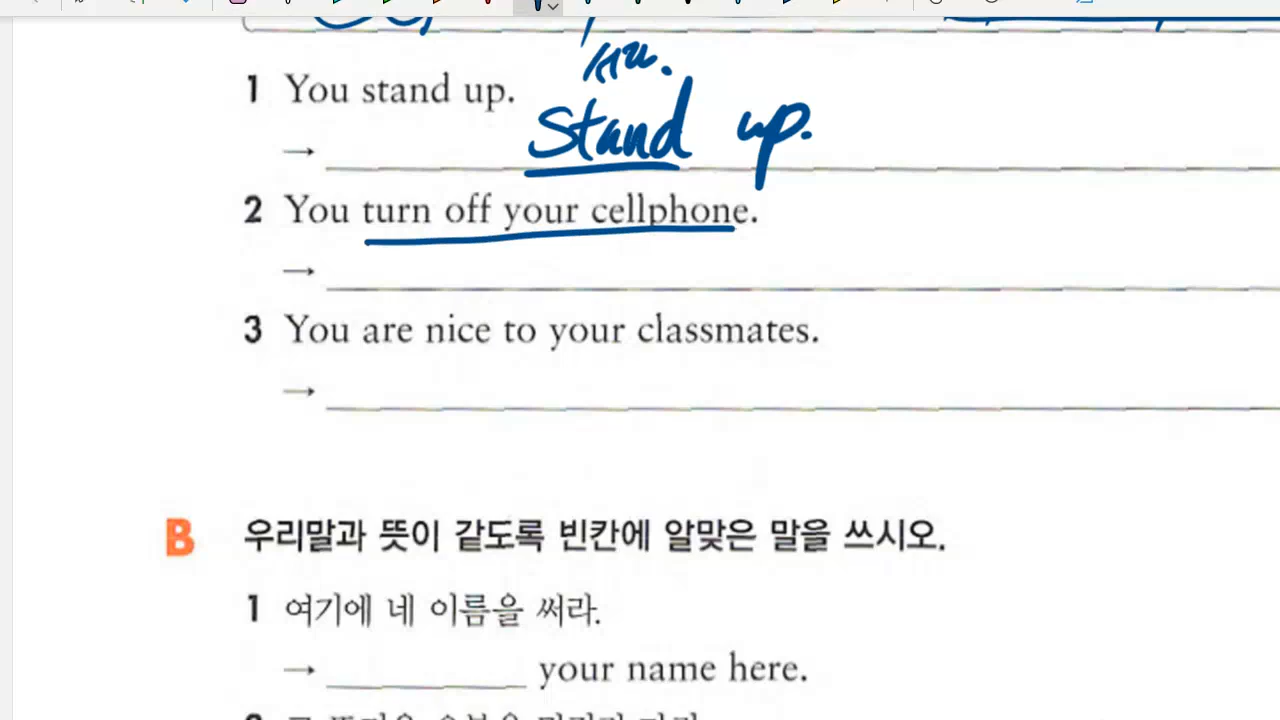 1 You stand up.
→ Stand up.
2 You turn off your cellphone.
→
3 You are nice to your classmates.
→
B 우리말과 뜻이 같도록 빈칸에 알맞은 말을 쓰시오.
1 여기에 네 이름을 써라.
→ your name here.